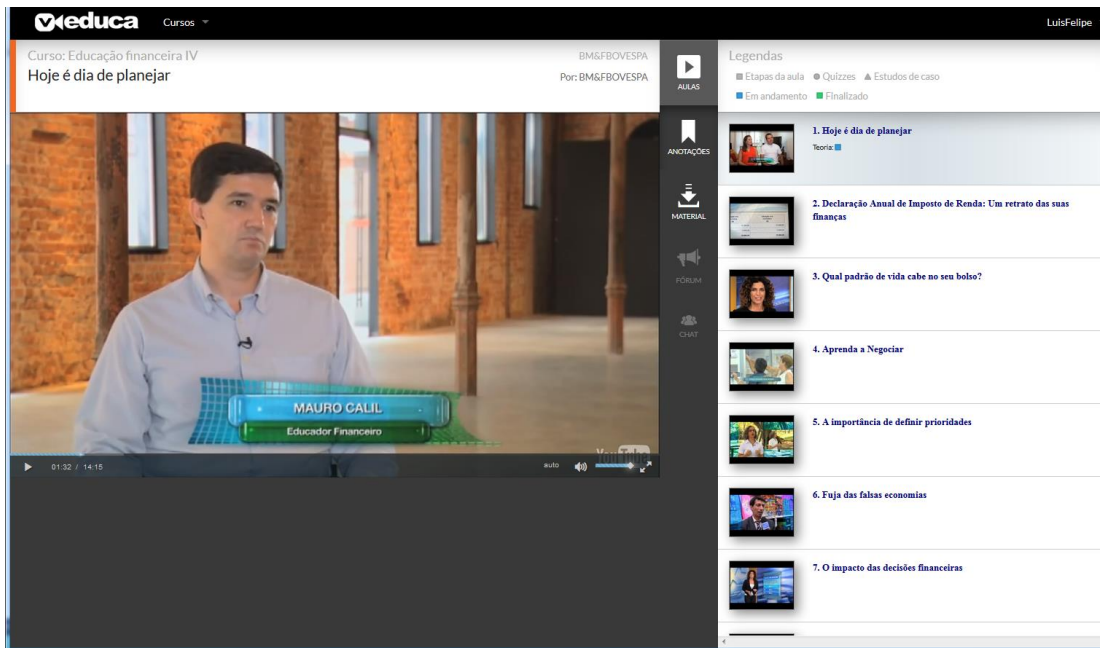 veduca
Cursos
LuisFelipe
Curso: Educação financeira IV
BM&FBOVESPA
Hoje é dia de planejar
Por: BM&FBOVESPA
MAURO CALIL
Educador Financeiro
YouTube
01:32 / 14:15
auto
AULAS
ANOTAÇÕES
MATERIAL
FÓRUM
CHAT
Legendas
Etapas da aula Quizzes Estudos de caso
Em andamento Finalizado
1. Hoje é dia de planejar
Teoria:
2. Declaração Anual de Imposto de Renda: Um retrato das suas
finanças
3. Qual padrão de vida cabe no seu bolso?
4. Aprenda a Negociar
5. A importância de definir prioridades
6. Fuja das falsas economias
7. O impacto das decisões financeiras